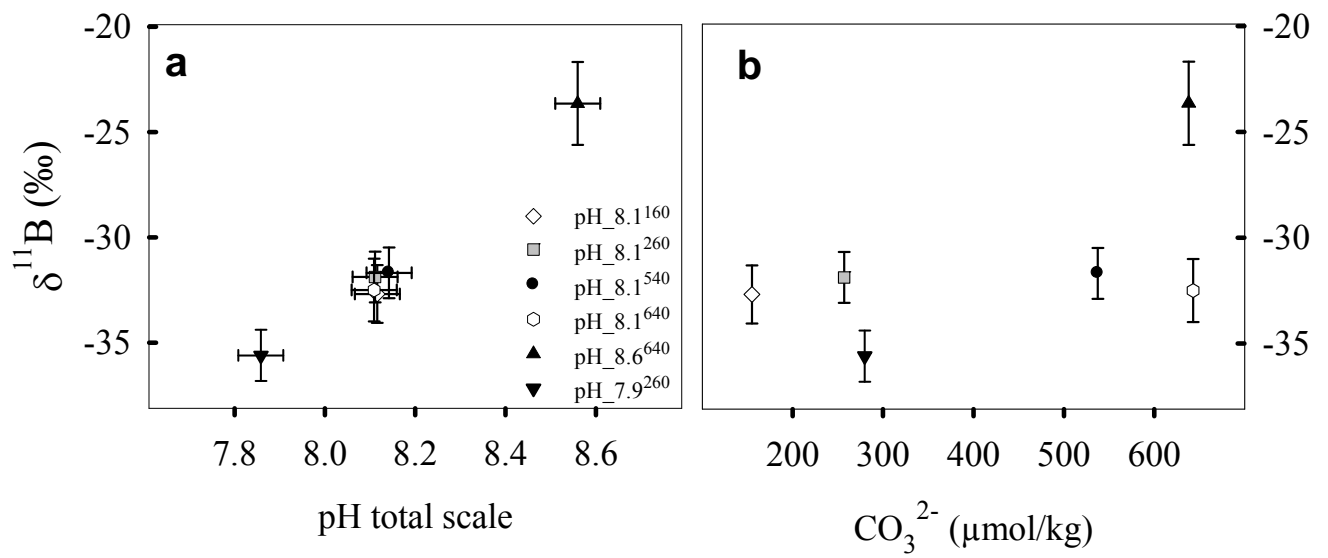 a
-20
-25
-30
-35
δ¹¹B (‰)
pH_8.1¹⁶⁰
pH_8.1²⁶⁰
pH_8.1⁵⁴⁰
pH_8.1⁶⁴⁰
pH_8.6⁶⁴⁰
pH_7.9²⁶⁰
7.8 8.0 8.2 8.4 8.6
pH total scale
b
-20
-25
-30
-35
200 300 400 500 600
CO₃²⁻ (µmol/kg)